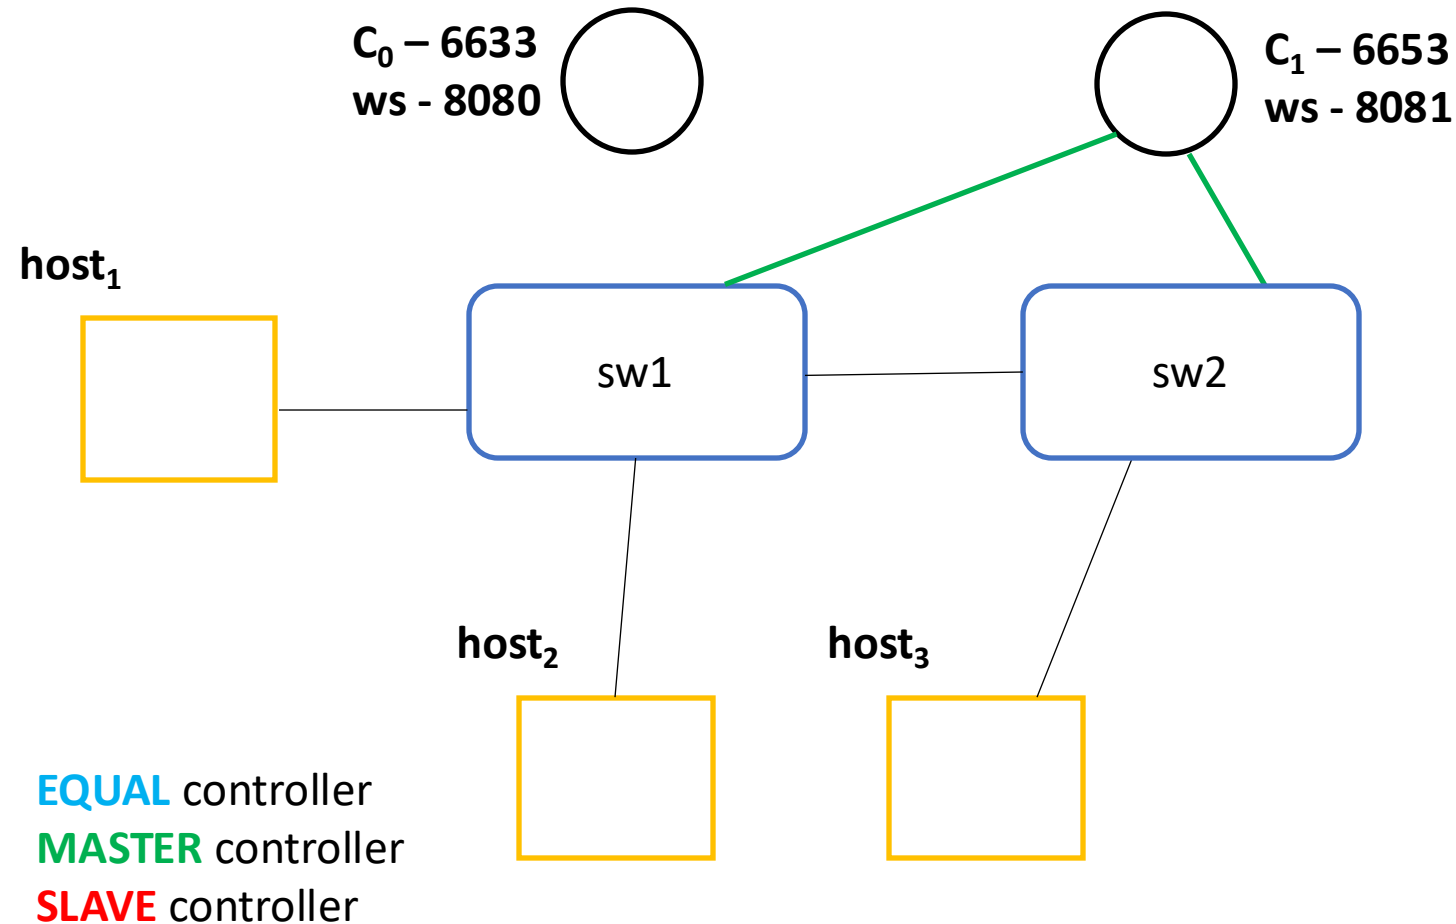 C₀ – 6633
ws - 8080
C₁ – 6653
ws - 8081
host₁
sw1
sw2
host₂
host₃
EQUAL controller
MASTER controller
SLAVE controller